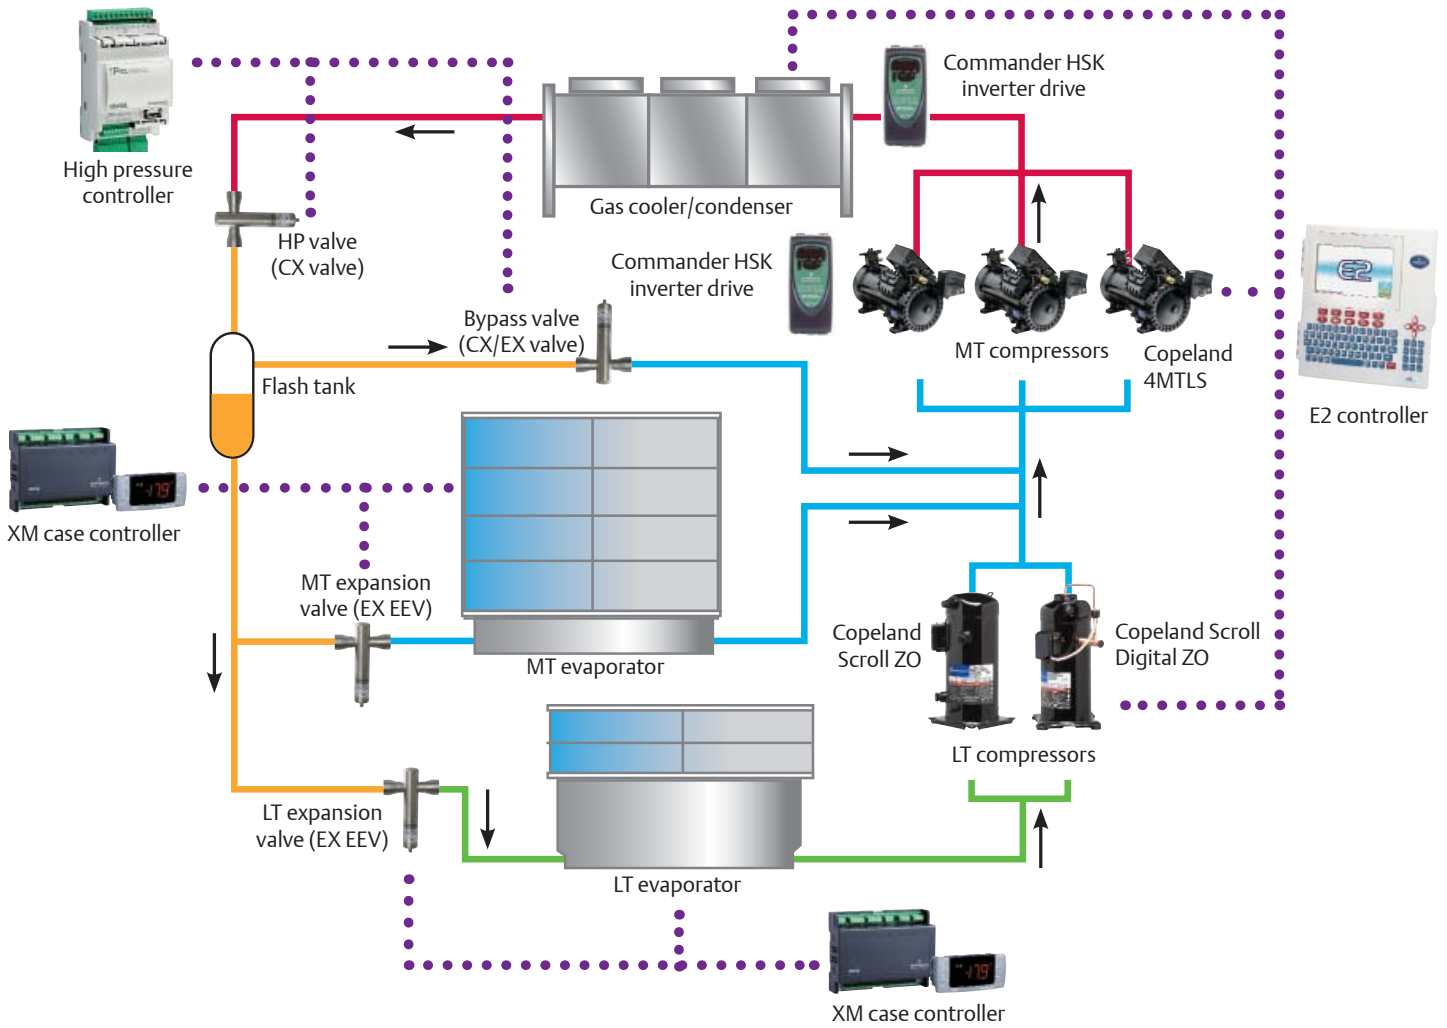 Commander HSK
inverter drive
High pressure
controller
Gas cooler/condenser
HP valve
(CX valve)
Commander HSK
inverter drive
E2
Bypass valve
(CX/EX valve)
MT compressors
Copeland
4MTLS
Flash tank
E2 controller
-179
XM case controller
MT expansion
valve (EX EEV)
Copeland
Scroll ZO
Copeland Scroll
Digital ZO
MT evaporator
LT compressors
LT expansion
valve (EX EEV)
LT evaporator
-179
XM case controller